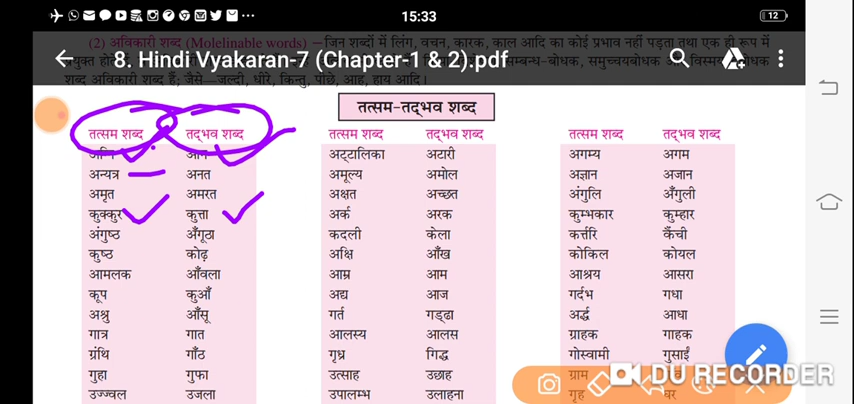 15:33
12
(2) अविकारी शब्द (Molelinable words) – जिन शब्दों में लिंग, वचन, कारक, काल आदि का कोई प्रभाव नहीं पड़ता तथा एक ही रूप में
8. Hindi Vyakaran-7 (Chapter-1 & 2).pdf
शब्द अविकारी शब्द हैं; जैसे—जल्दी, धीरे, किन्तु, पीछे, आह, हाय आदि।
तत्सम-तद्भव शब्द
तत्सम शब्द तद्भव शब्द तत्सम शब्द तद्भव शब्द तत्सम शब्द तद्भव शब्द
अग्नि आग अट्टालिका अटारी अगम्य अगम
अन्यत्र अनत अमूल्य अमोल अज्ञान अजान
अमृत अमरत अक्षत अच्छत अंगुलि अँगुली
कुक्कुर कुत्ता अर्क अरक कुम्भकार कुम्हार
अंगुष्ठ अँगूठा कदली केला कर्त्तरि कैंची
कुष्ठ कोढ़ अक्षि आँख कोकिल कोयल
आमलक आँवला आम्र आम आश्रय आसरा
कूप कुआँ अद्य आज गर्दभ गधा
अश्रु आँसू गर्त गड्ढा अर्द्ध आधा
गात्र गात आलस्य आलस ग्राहक गाहक
ग्रंथि गाँठ गृध्र गिद्ध गोस्वामी गुसाईं
गुहा गुफा उत्साह उछाह ग्राम
उज्ज्वल उजला उपालम्भ उलाहना गृह घर
DU RECORDER